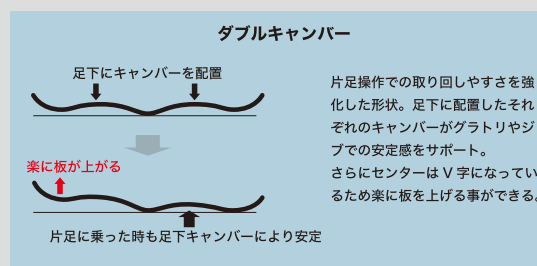 ダブルキャンバー
足下にキャンバーを配置
楽に板が上がる
片足に乗った時も足下キャンバーにより安定
片足操作での取り回しやすさを強
化した形状。足下に配置したそれ
ぞれのキャンバーがグラトリやジ
ブでの安定感をサポート。
さらにセンターは V 字になってい
るため楽に板を上げる事ができる。